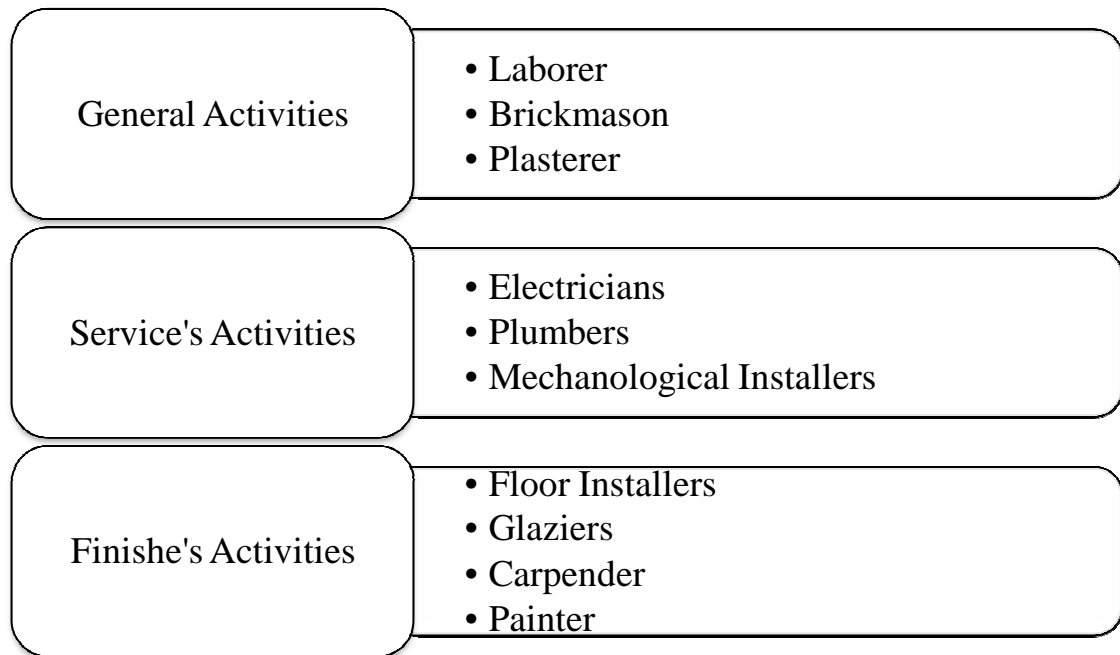 General Activities
• Laborer
• Brickmason
• Plasterer
Service's Activities
• Electricians
• Plumbers
• Mechanological Installers
Finishe's Activities
• Floor Installers
• Glaziers
• Carpender
• Painter